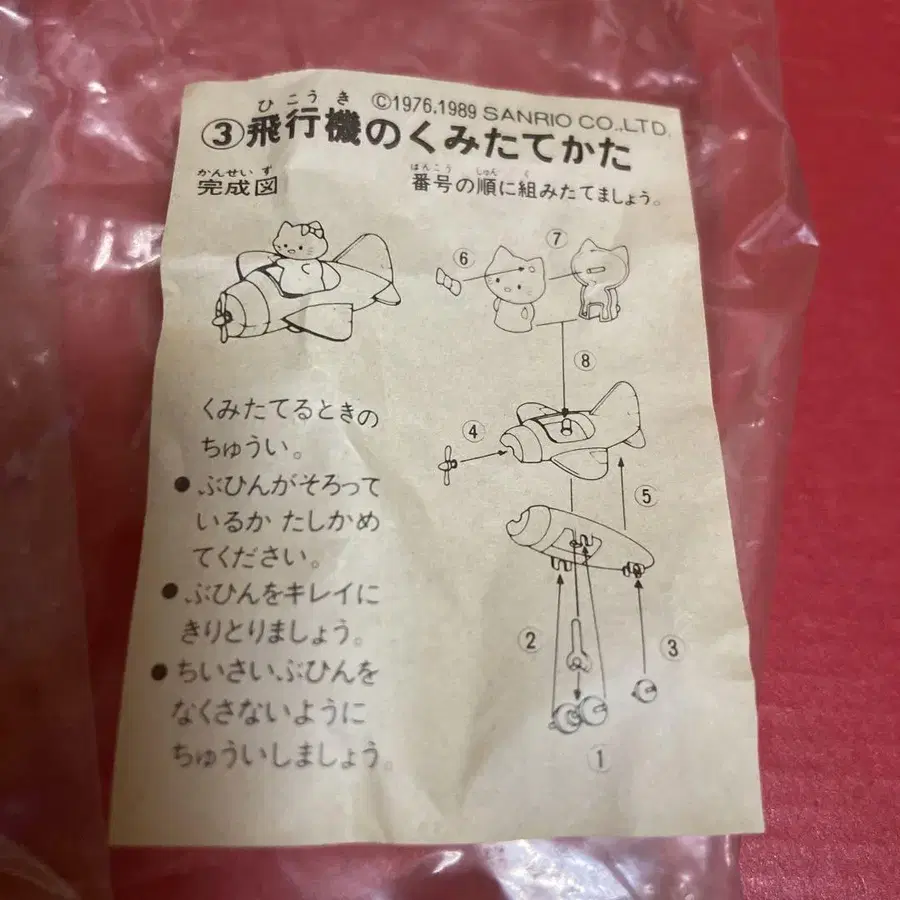 ひこうき
©1976,1989 SANRIO CO.,LTD.
③飛行機のくみたてかた
かんせいず
完成図
ばんごう じゅん く
番号の順に組みたてましょう。
⑥
⑦
⑧
④
⑤
②
③
①
くみたてるときの
ちゅうい。
●ぶひんがそろって
いるか たしかめ
てください。
●ぶひんをキレイに
きりとりましょう。
●ちいさいぶひんを
なくさないように
ちゅういしましょう。